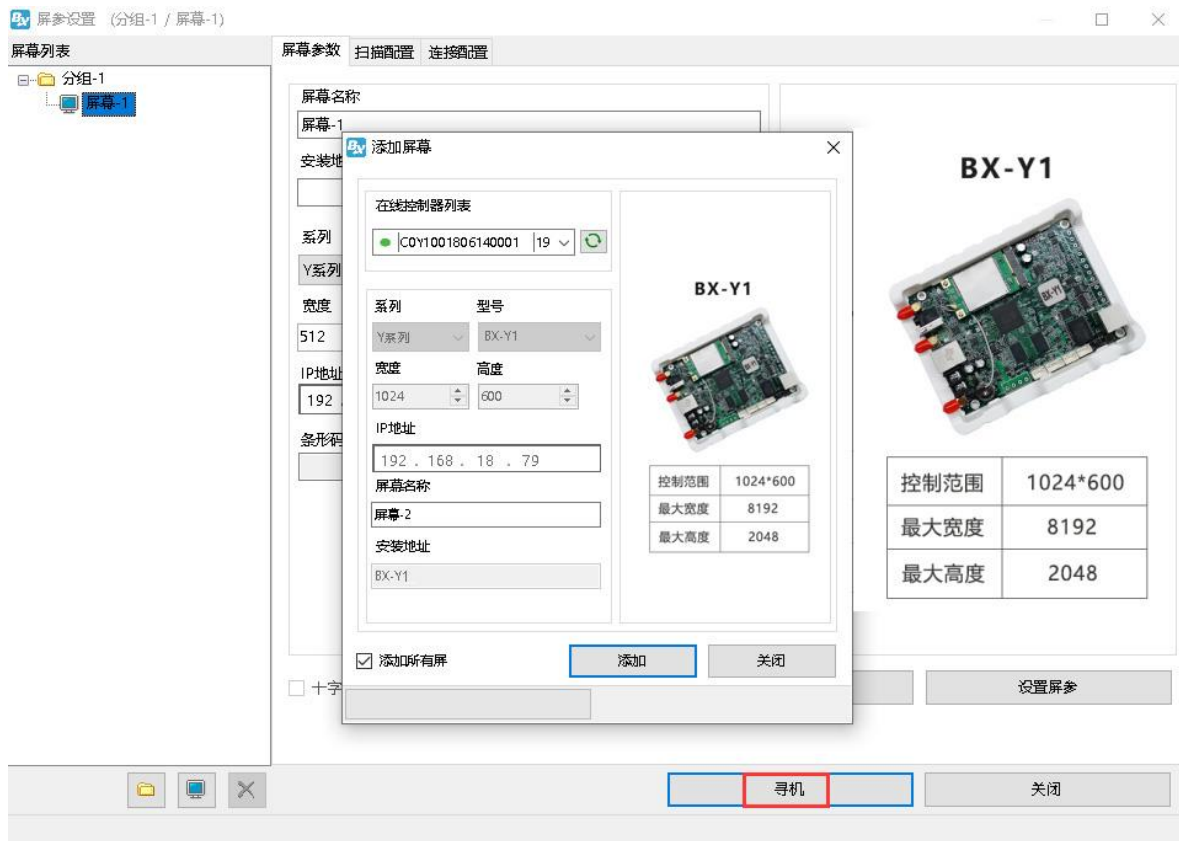 BX 屏参设置 (分组-1 / 屏幕-1)
屏幕列表
分组-1
屏幕-1
屏幕参数 扫描配置 连接配置
屏幕名称
屏幕-1
安装地
系列
Y系列
宽度
512
IP地址
192 .
条形码
十字
设置屏参
寻机
关闭
BX-Y1
BX-Y1
控制范围 1024*600
最大宽度 8192
最大高度 2048
BX 添加屏幕
在线控制器列表
C0Y1001806140001 19
系列 型号
Y系列 BX-Y1
宽度 高度
1024 600
IP地址
192 . 168 . 18 . 79
屏幕名称
屏幕-2
安装地址
BX-Y1
BX-Y1
BX-Y1
控制范围 1024*600
最大宽度 8192
最大高度 2048
添加所有屏
添加
关闭